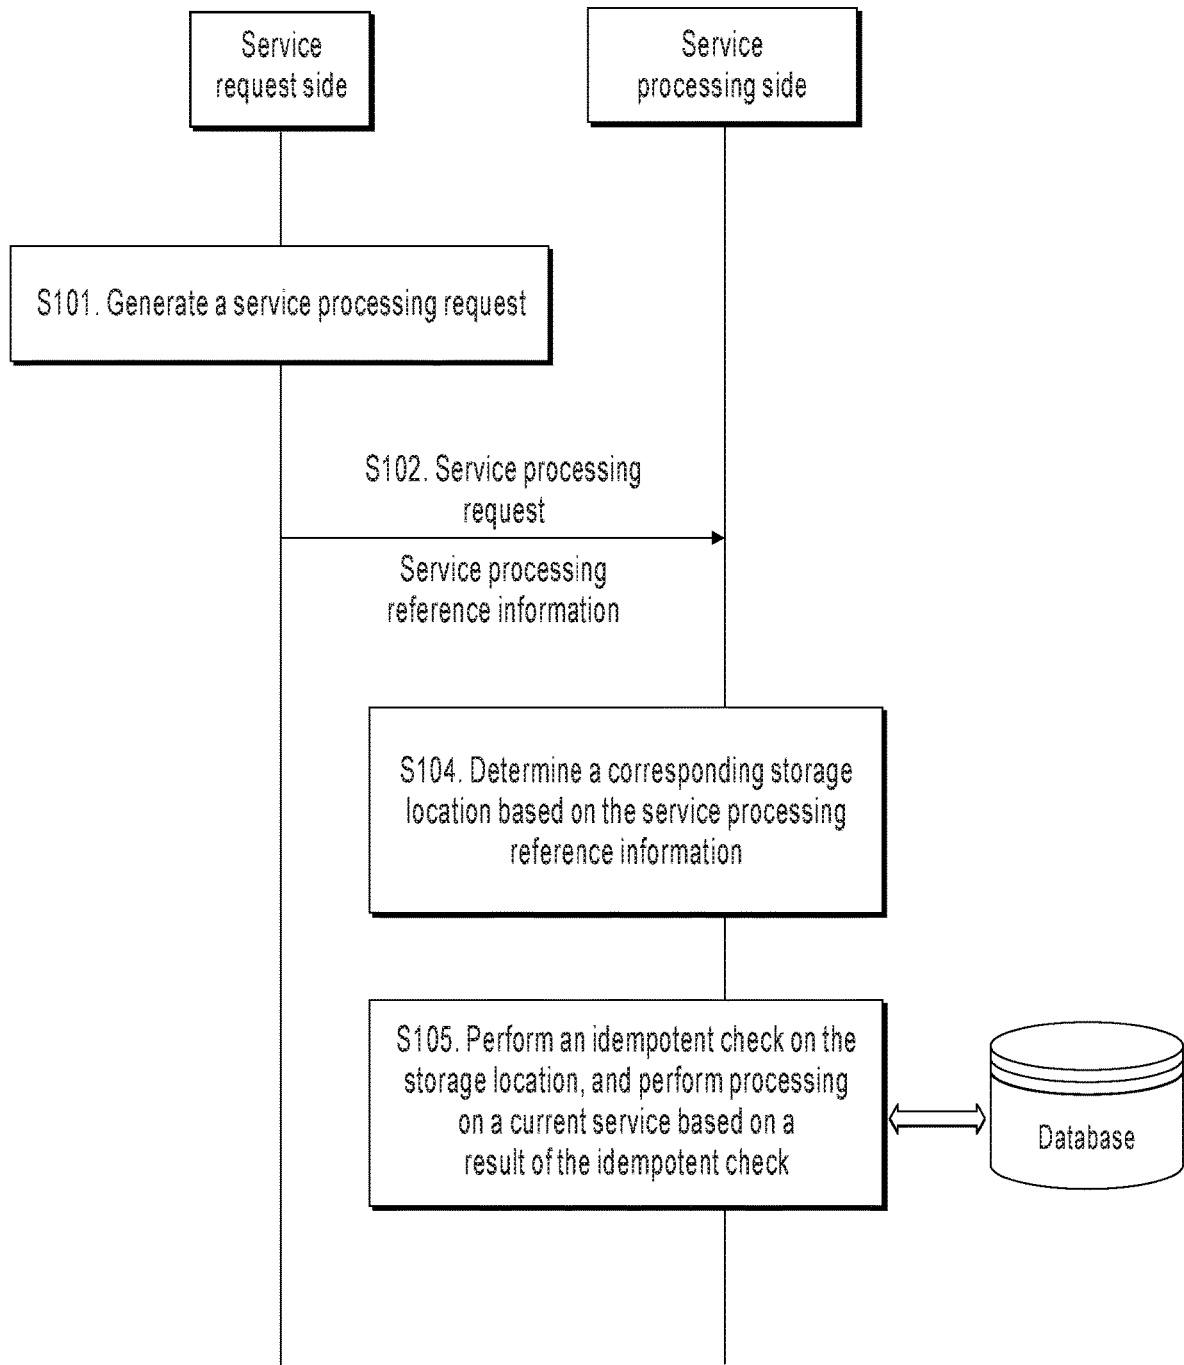 Service
request side
Service
processing side
S101. Generate a service processing request
S102. Service processing
request
Service processing
reference information
S104. Determine a corresponding storage
location based on the service processing
reference information
S105. Perform an idempotent check on the
storage location, and perform processing
on a current service based on a
result of the idempotent check
Database